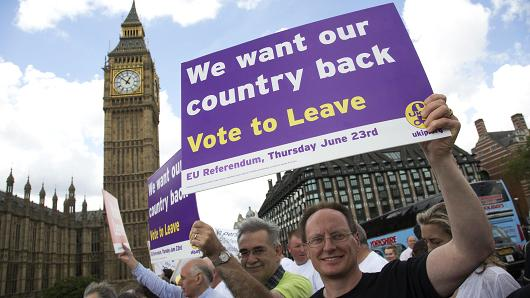 We want our
country back
Vote to Leave
EU Referendum, Thursday June 23rd
We want our
country back
Vote to Leave
YORKSHIRE